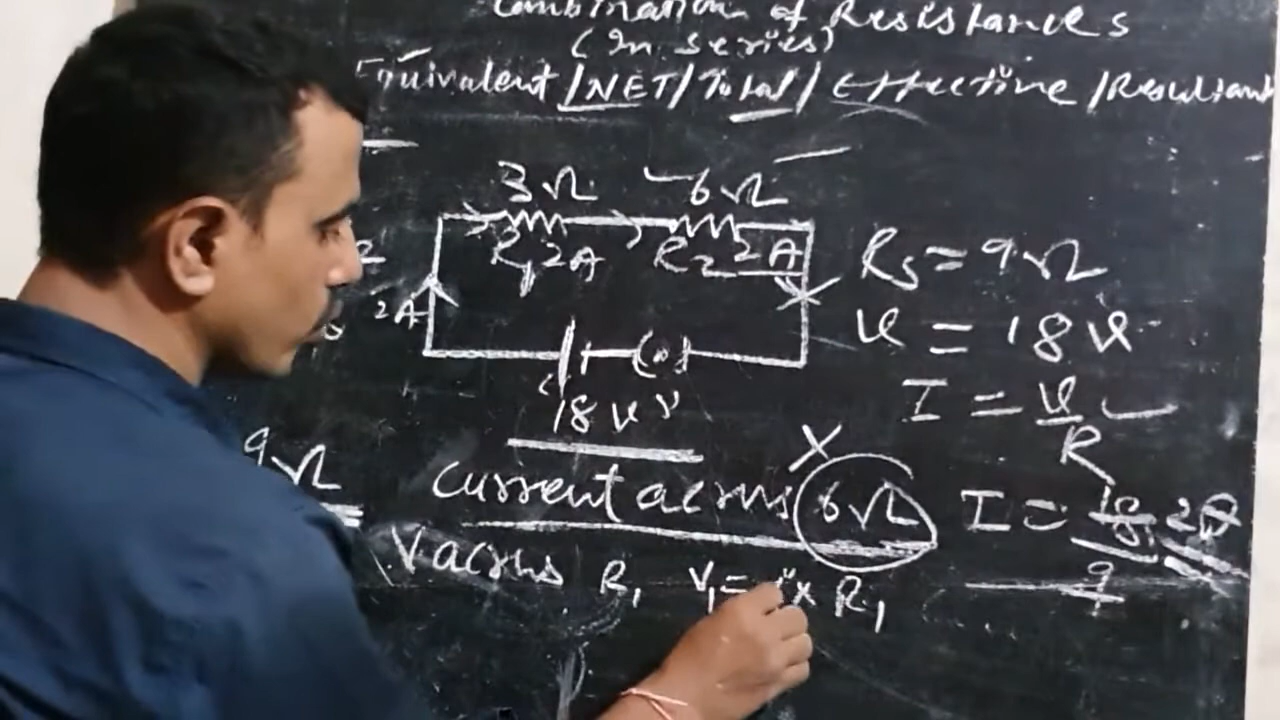 Combination of Resistances
(In series)
Equivalent /NET/Total/ Effective /Resultant
3Ω 6Ω
R1 2A R2 2A
2A
18V
Rs = 9Ω
V = 18V
I = V/R
I = 18/9 2A
9Ω
Current across 6Ω
V across R1 V1 = I x R1